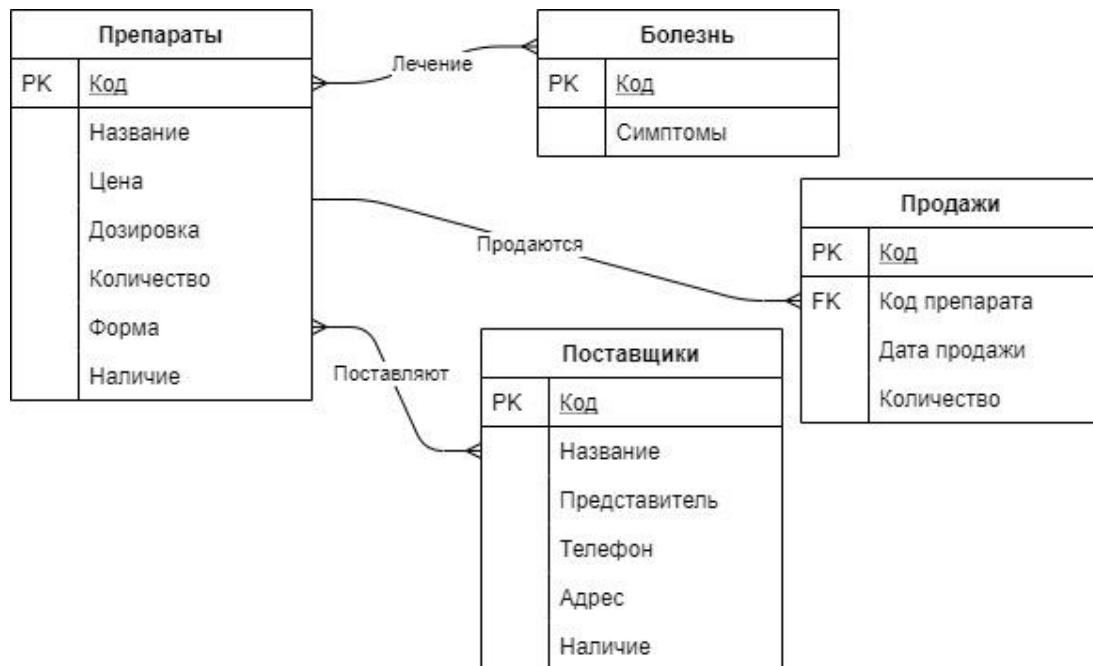 Препараты
PK Код
Название
Цена
Дозировка
Количество
Форма
Наличие
Лечение
Болезнь
PK Код
Симптомы
Продаются
Продажи
PK Код
FK Код препарата
Дата продажи
Количество
Поставляют
Поставщики
PK Код
Название
Представитель
Телефон
Адрес
Наличие